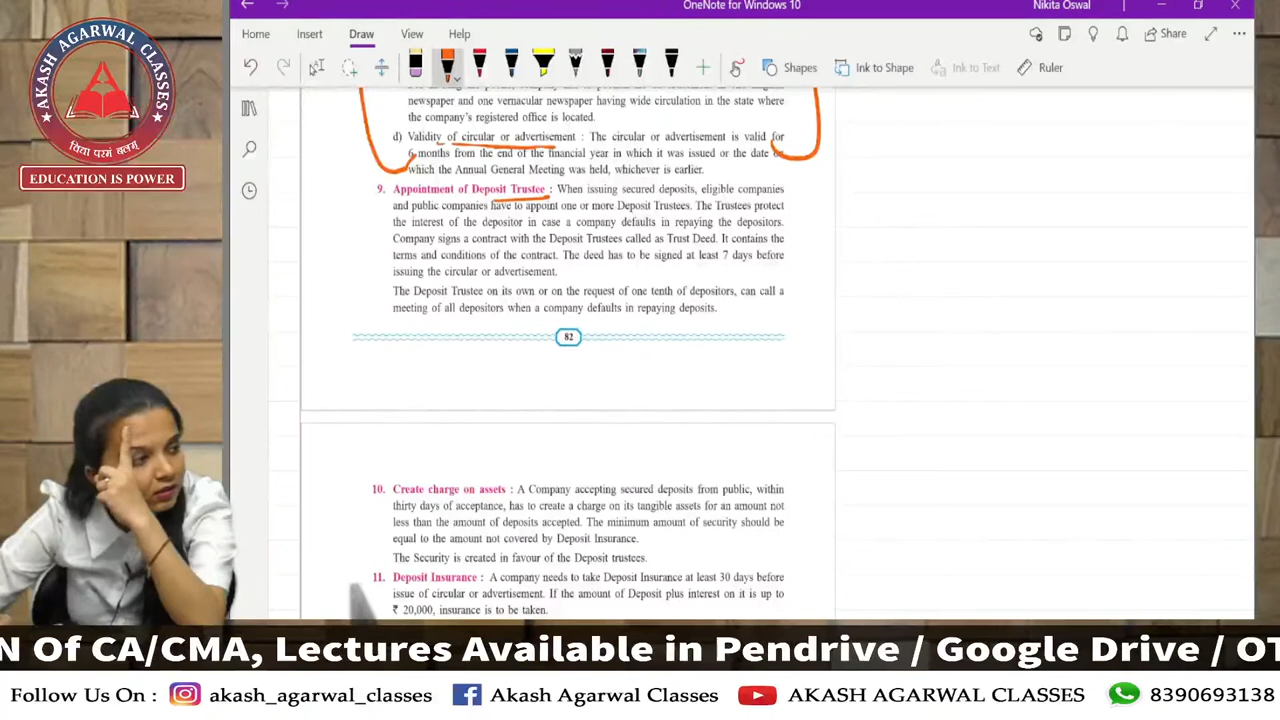 OneNote for Windows 10
Nikita Oswal
Home Insert Draw View Help
Share
Shapes
Ink to Shape
Ink to Text
Ruler
AKASH AGARWAL CLASSES
विद्या परमं बलम्
EDUCATION IS POWER
newspaper and one vernacular newspaper having wide circulation in the state where
the company's registered office is located.
d) Validity of circular or advertisement : The circular or advertisement is valid for
6 months from the end of the financial year in which it was issued or the date
which the Annual General Meeting was held, whichever is earlier.
9. Appointment of Deposit Trustee : When issuing secured deposits, eligible companies
and public companies have to appoint one or more Deposit Trustees. The Trustees protect
the interest of the depositor in case a company defaults in repaying the depositors.
Company signs a contract with the Deposit Trustees called as Trust Deed. It contains the
terms and conditions of the contract. The deed has to be signed at least 7 days before
issuing the circular or advertisement.
The Deposit Trustee on its own or on the request of one tenth of depositors, can call a
meeting of all depositors when a company defaults in repaying deposits.
82
10. Create charge on assets : A Company accepting secured deposits from public, within
thirty days of acceptance, has to create a charge on its tangible assets for an amount not
less than the amount of deposits accepted. The minimum amount of security should be
equal to the amount not covered by Deposit Insurance.
The Security is created in favour of the Deposit trustees.
11. Deposit Insurance : A company needs to take Deposit Insurance at least 30 days before
issue of circular or advertisement. If the amount of Deposit plus interest on it is up to
₹ 20,000, insurance is to be taken.
N Of CA/CMA, Lectures Available in Pendrive / Google Drive / OT
Follow Us On : akash_agarwal_classes Akash Agarwal Classes AKASH AGARWAL CLASSES 8390693138